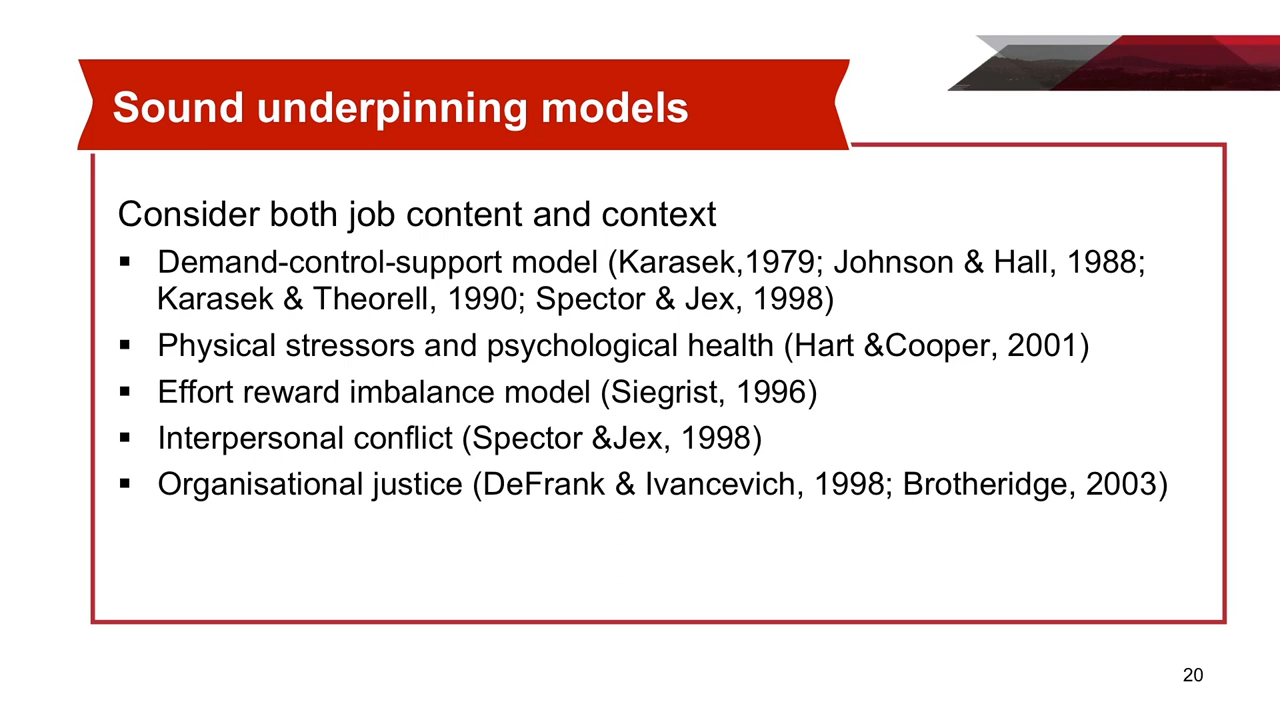 Sound underpinning models
Consider both job content and context
▪ Demand-control-support model (Karasek,1979; Johnson & Hall, 1988;
Karasek & Theorell, 1990; Spector & Jex, 1998)
▪ Physical stressors and psychological health (Hart &Cooper, 2001)
▪ Effort reward imbalance model (Siegrist, 1996)
▪ Interpersonal conflict (Spector &Jex, 1998)
▪ Organisational justice (DeFrank & Ivancevich, 1998; Brotheridge, 2003)
20